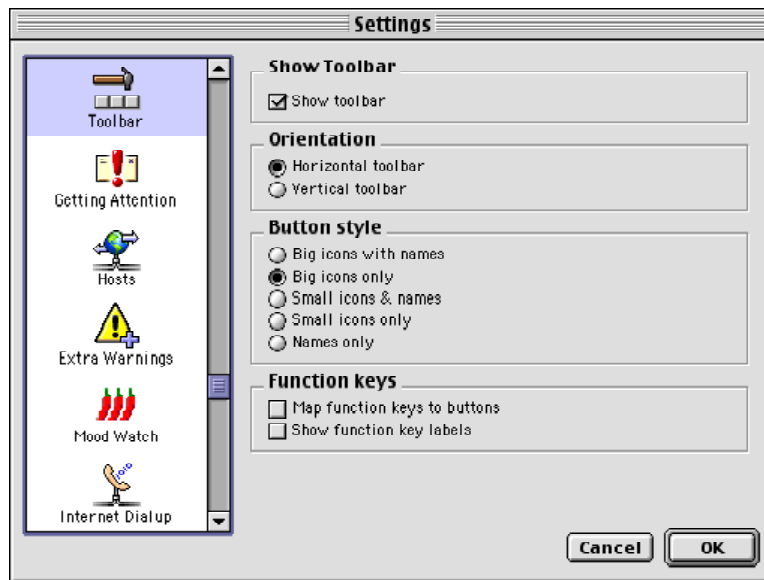 Settings
Toolbar
Getting Attention
Hosts
Extra Warnings
Mood Watch
Internet Dialup
Show Toolbar
Show toolbar
Orientation
Horizontal toolbar
Vertical toolbar
Button style
Big icons with names
Big icons only
Small icons & names
Small icons only
Names only
Function keys
Map function keys to buttons
Show function key labels
Cancel
OK